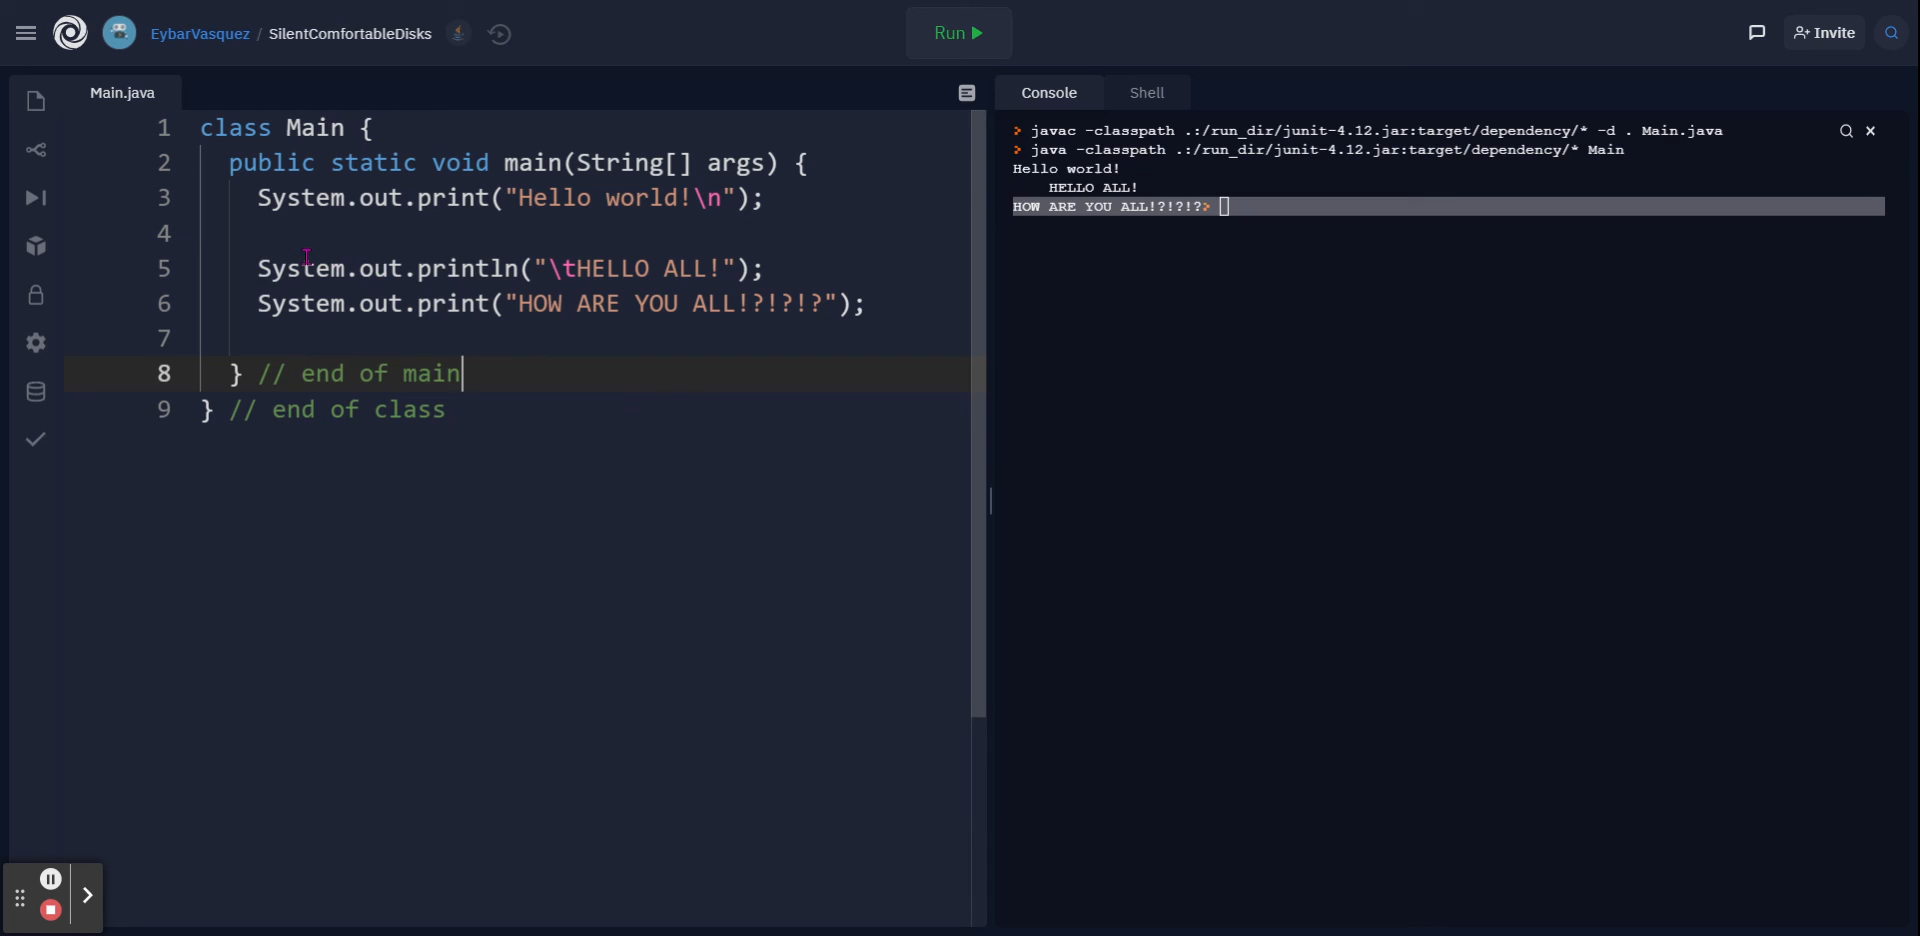 EybarVasquez / SilentComfortableDisks
Run
Invite
Main.java
1 class Main {
2 public static void main(String[] args) {
3 System.out.print("Hello world!\n");
4
5 System.out.println("\tHELLO ALL!");
6 System.out.print("HOW ARE YOU ALL!?!?!?");
7
8 } // end of main
9 } // end of class
Console Shell
> javac -classpath .:/run_dir/junit-4.12.jar:target/dependency/* -d . Main.java
> java -classpath .:/run_dir/junit-4.12.jar:target/dependency/* Main
Hello world!
HELLO ALL!
HOW ARE YOU ALL!?!?!?>